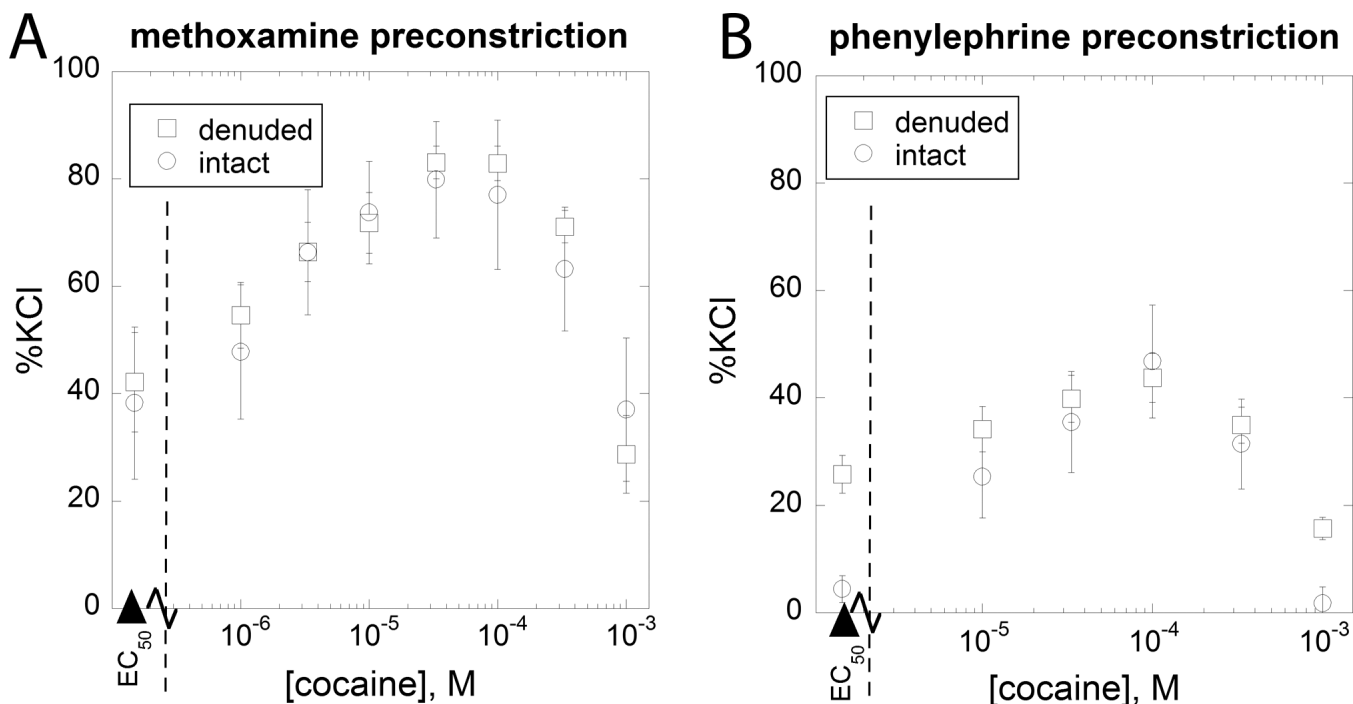 A methoxamine preconstriction
100
80
60
40
20
0
%KCl
denuded
intact
EC50
10-6
10-5
10-4
10-3
[cocaine], M
B phenylephrine preconstriction
100
80
60
40
20
0
%KCl
denuded
intact
EC50
10-5
10-4
10-3
[cocaine], M